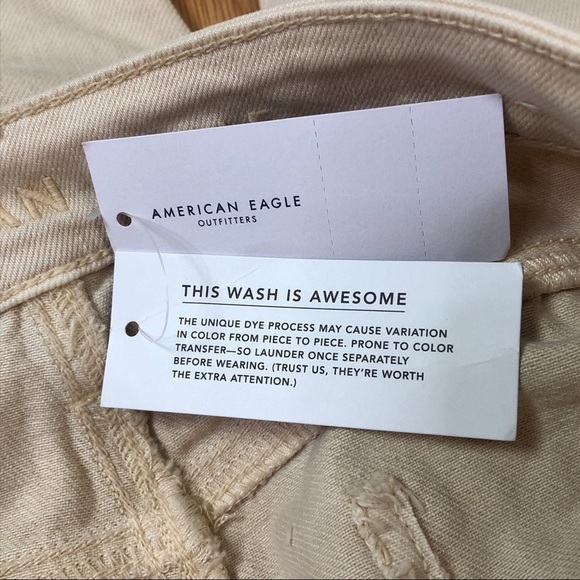 AN
AMERICAN EAGLE
OUTFITTERS
THIS WASH IS AWESOME
THE UNIQUE DYE PROCESS MAY CAUSE VARIATION
IN COLOR FROM PIECE TO PIECE. PRONE TO COLOR
TRANSFER—SO LAUNDER ONCE SEPARATELY
BEFORE WEARING. (TRUST US, THEY'RE WORTH
THE EXTRA ATTENTION.)